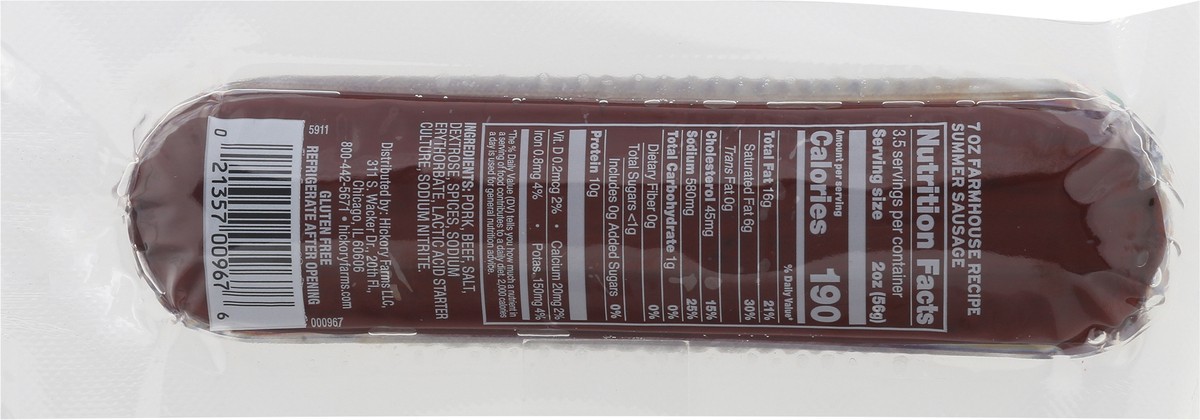 7 OZ FARMHOUSE RECIPE
SUMMER SAUSAGE
Nutrition Facts
3.5 servings per container
Serving size 2oz (56g)
Amount per serving
Calories 190
% Daily Value*
Total Fat 16g 21%
Saturated Fat 6g 30%
Trans Fat 0g
Cholesterol 45mg 15%
Sodium 580mg 25%
Total Carbohydrate 1g 0%
Dietary Fiber 0g 0%
Total Sugars <1g
Includes 0g Added Sugars 0%
Protein 10g
Vit. D 0.2mcg 2% • Calcium 20mg 2%
Iron 0.8mg 4% • Potas. 150mg 4%
*The % Daily Value (DV) tells you how much a nutrient in
a serving of food contributes to a daily diet. 2,000 calories
a day is used for general nutrition advice.
INGREDIENTS: PORK, BEEF, SALT,
DEXTROSE, SPICES, SODIUM
ERYTHORBATE, LACTIC ACID STARTER
CULTURE, SODIUM NITRITE.
Distributed by: Hickory Farms LLC,
311 S. Wacker Dr., 20th Fl.,
Chicago, IL 60606
800-442-5671 • hickoryfarms.com
GLUTEN FREE
REFRIGERATE AFTER OPENING
5911
000967
0 21357 00967 6